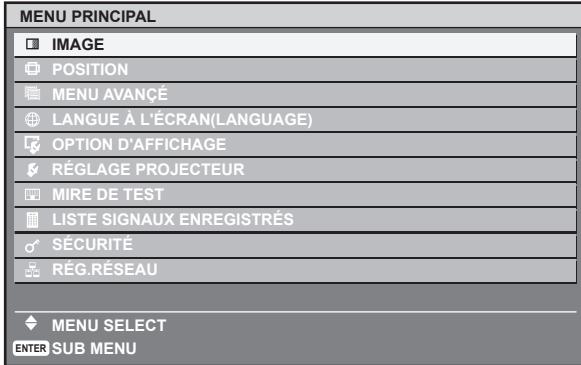 MENU PRINCIPAL
IMAGE
POSITION
MENU AVANÇÉ
LANGUE À L'ÉCRAN(LANGUAGE)
OPTION D'AFFICHAGE
RÉGLAGE PROJECTEUR
MIRE DE TEST
LISTE SIGNAUX ENREGISTRÉS
SÉCURITÉ
RÉG.RÉSEAU
MENU SELECT
ENTER SUB MENU